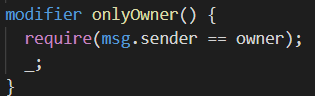 modifier onlyOwner() {
  require(msg.sender == owner);
  _;
}